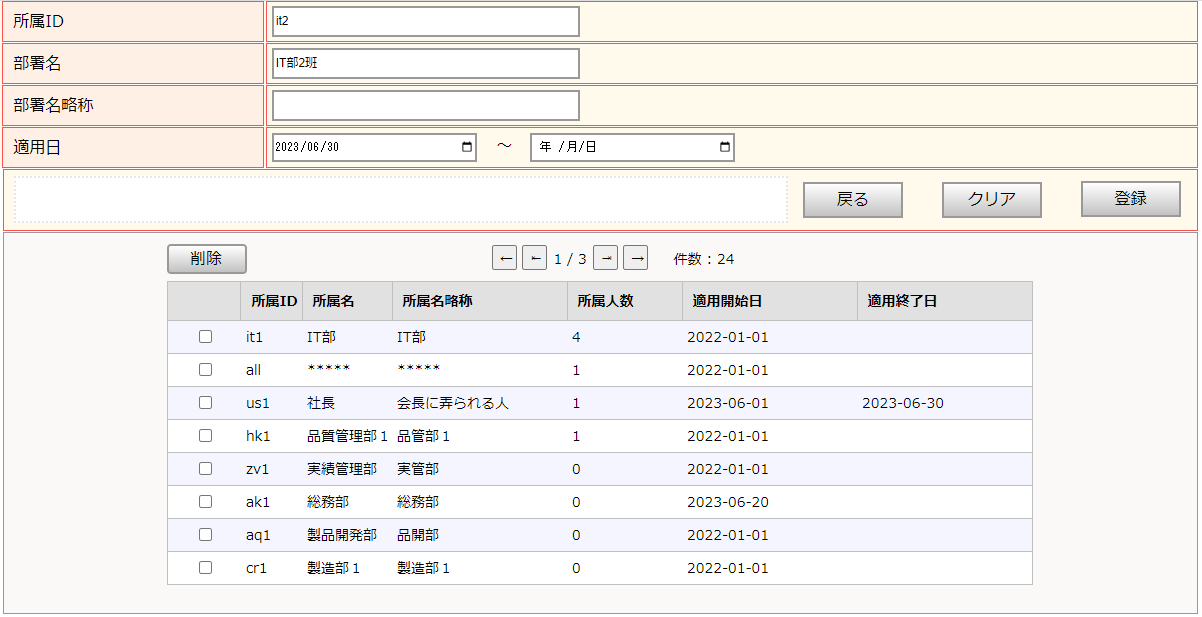 所属ID it2
部署名 IT部2班
部署名略称
適用日 2023/06/30 ～ 年 /月/日
戻る クリア 登録
削除 ← ← 1 / 3 → → 件数：24
所属ID 所属名 所属名略称 所属人数 適用開始日 適用終了日
it1 IT部 IT部 4 2022-01-01
all ***** ***** 1 2022-01-01
us1 社長 会長に弄られる人 1 2023-06-01 2023-06-30
hk1 品質管理部１ 品管部１ 1 2022-01-01
zv1 実績管理部 実管部 0 2022-01-01
ak1 総務部 総務部 0 2023-06-20
aq1 製品開発部 品開部 0 2022-01-01
cr1 製造部１ 製造部１ 0 2022-01-01